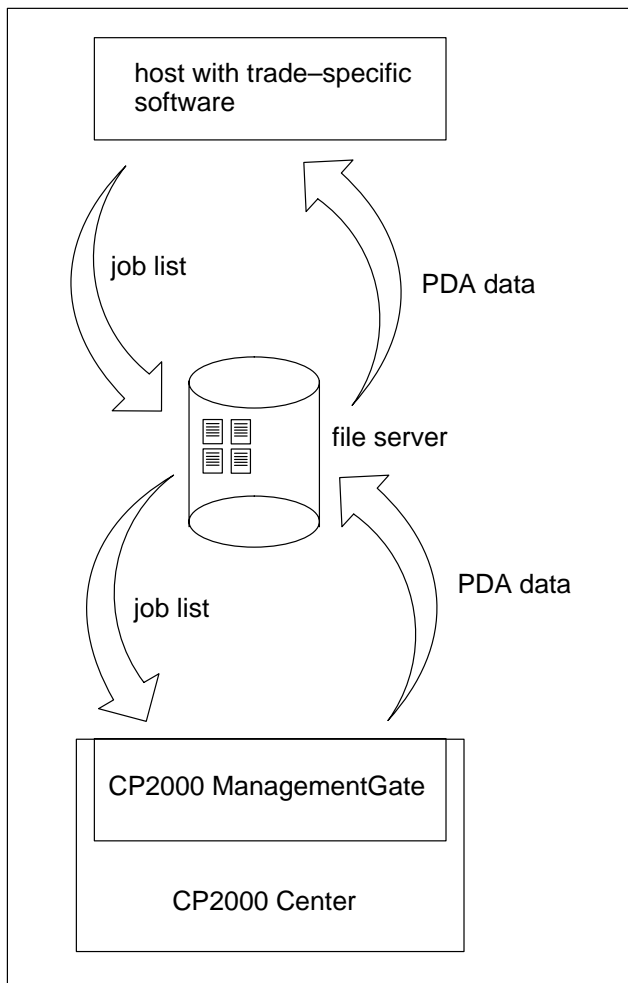 host with trade–specific
software
job list
PDA data
file server
job list
PDA data
CP2000 ManagementGate
CP2000 Center